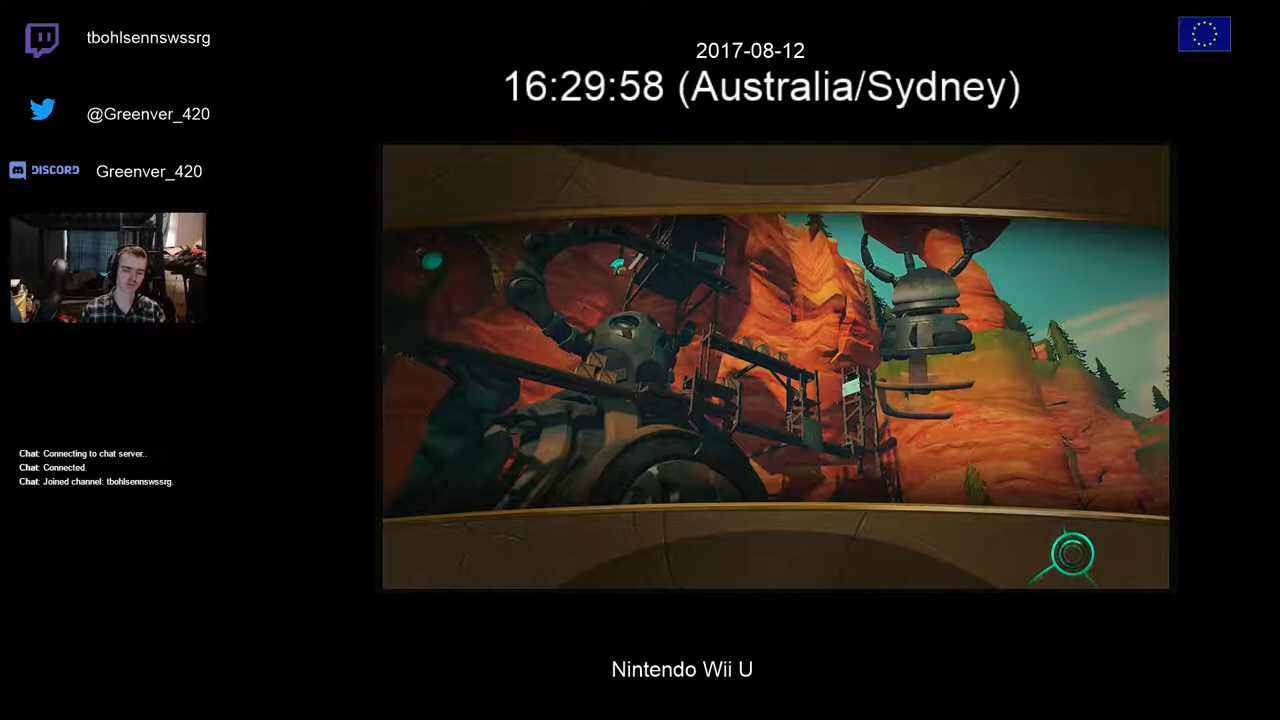 tbohlsennswssrg
@Greenver_420
DISCORD Greenver_420
2017-08-12
16:29:58 (Australia/Sydney)
Chat: Connecting to chat server..
Chat: Connected.
Chat: Joined channel: tbohlsennswssrg.
Nintendo Wii U